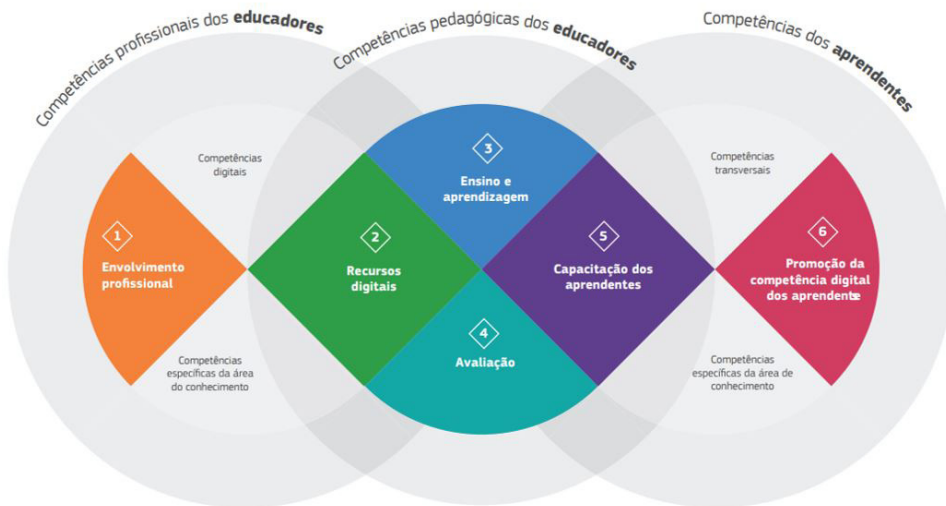 Competências profissionais dos educadores
Competências pedagógicas dos educadores
Competências dos aprendentes
Competências
digitais
1
Envolvimento
profissional
Competências
específicas da área
do conhecimento
2
Recursos
digitais
3
Ensino e
aprendizagem
4
Avaliação
5
Capacitação dos
aprendentes
Competências
transversais
6
Promoção da
competência digital
dos aprendente
Competências
específicas da área de
conhecimento